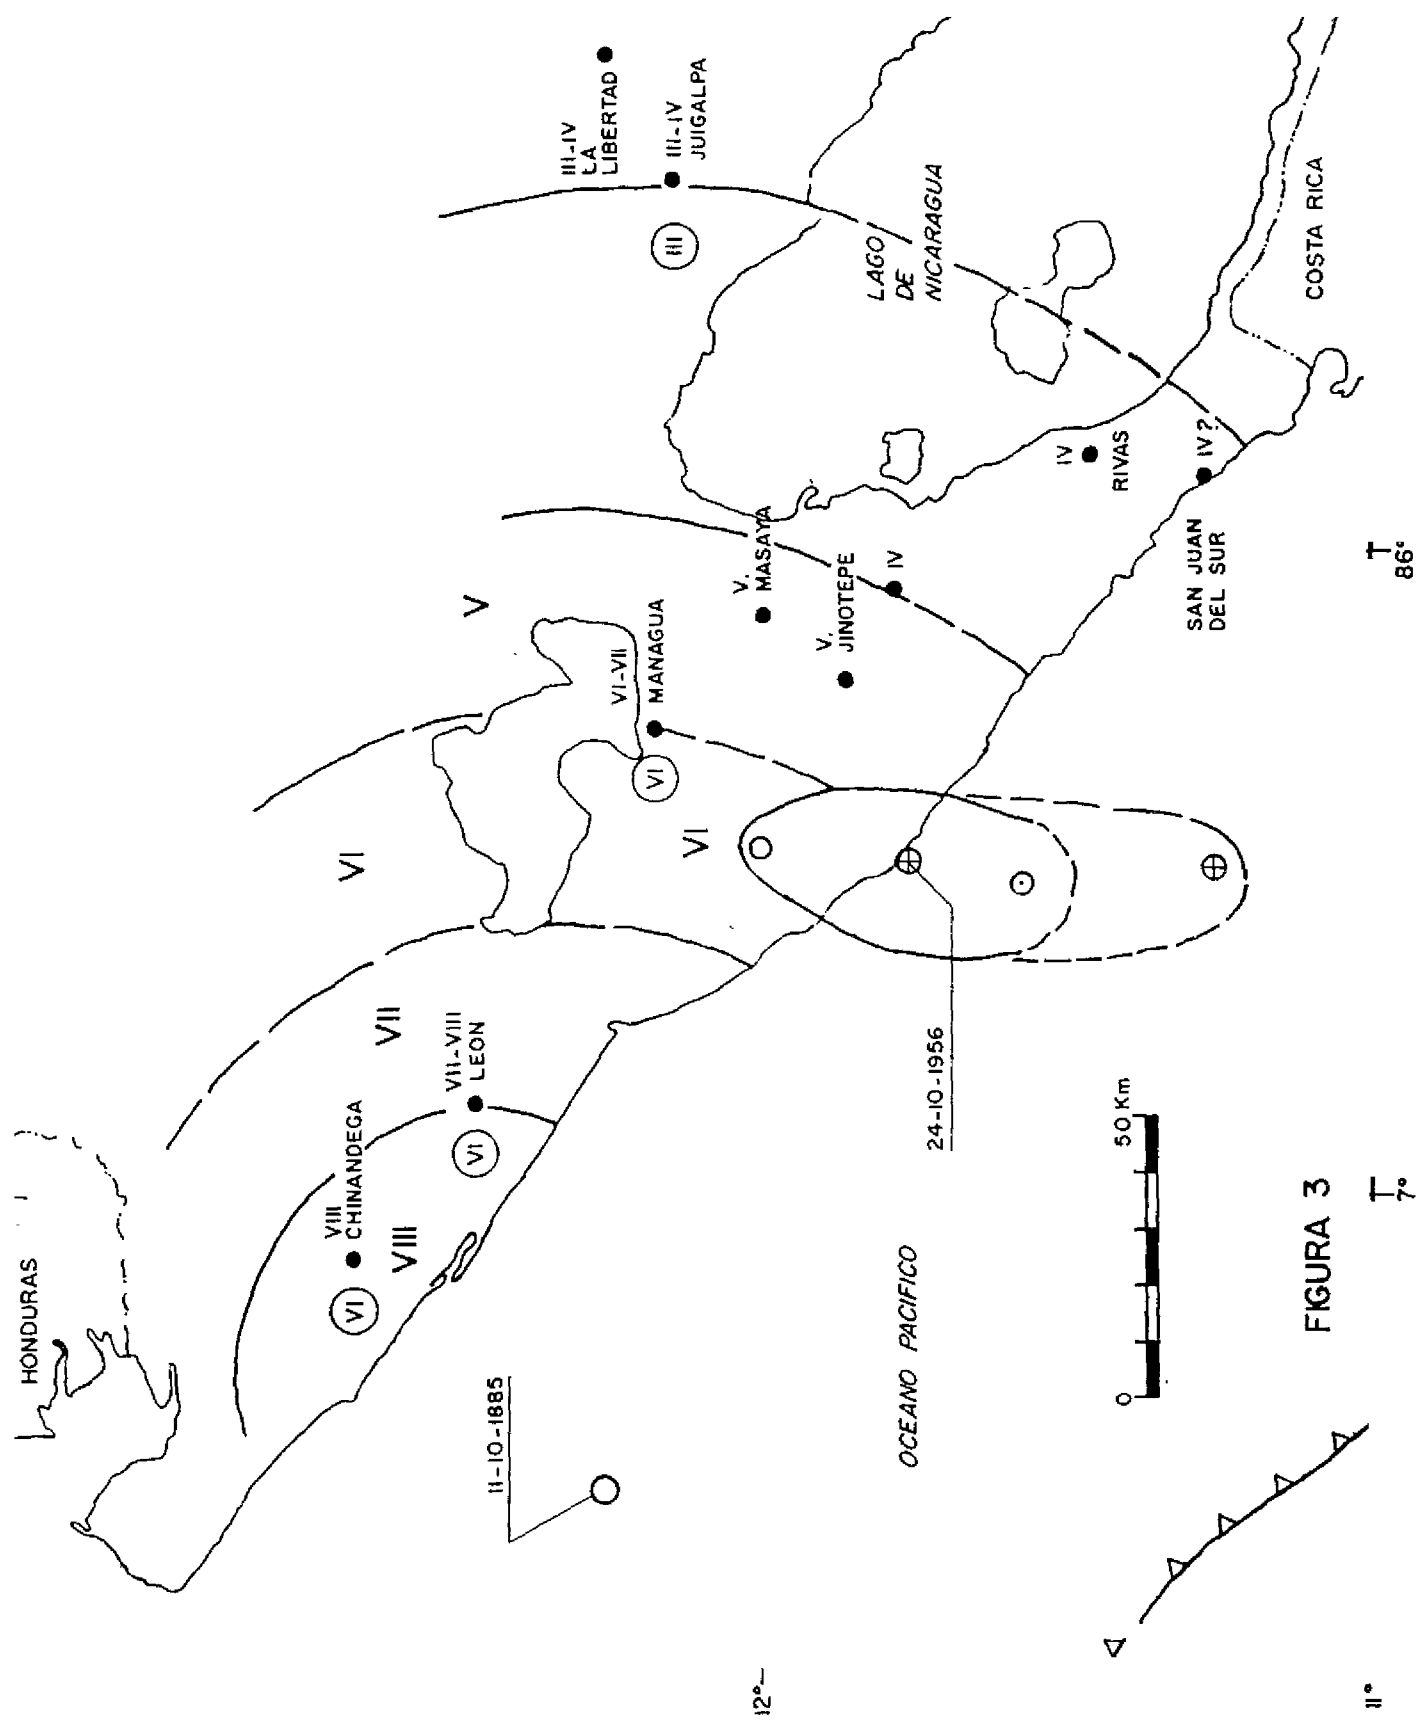 HONDURAS
III-IV
LA
LIBERTAD
III-IV
JUIGALPA
III
LAGO
DE
NICARAGUA
COSTA RICA
V
VI
VI
VII
VIII
VI-VII
MANAGUA
VI
V.
MASAYA
V.
JINOTEPE
IV
IV
RIVAS
IV?
SAN JUAN
DEL SUR
VII-VIII
LEON
VI
VIII
CHINANDEGA
VI
11-10-1885
24-10-1956
OCEANO PACIFICO
0
50 Km
FIGURA 3
12°
11°
7°
86°